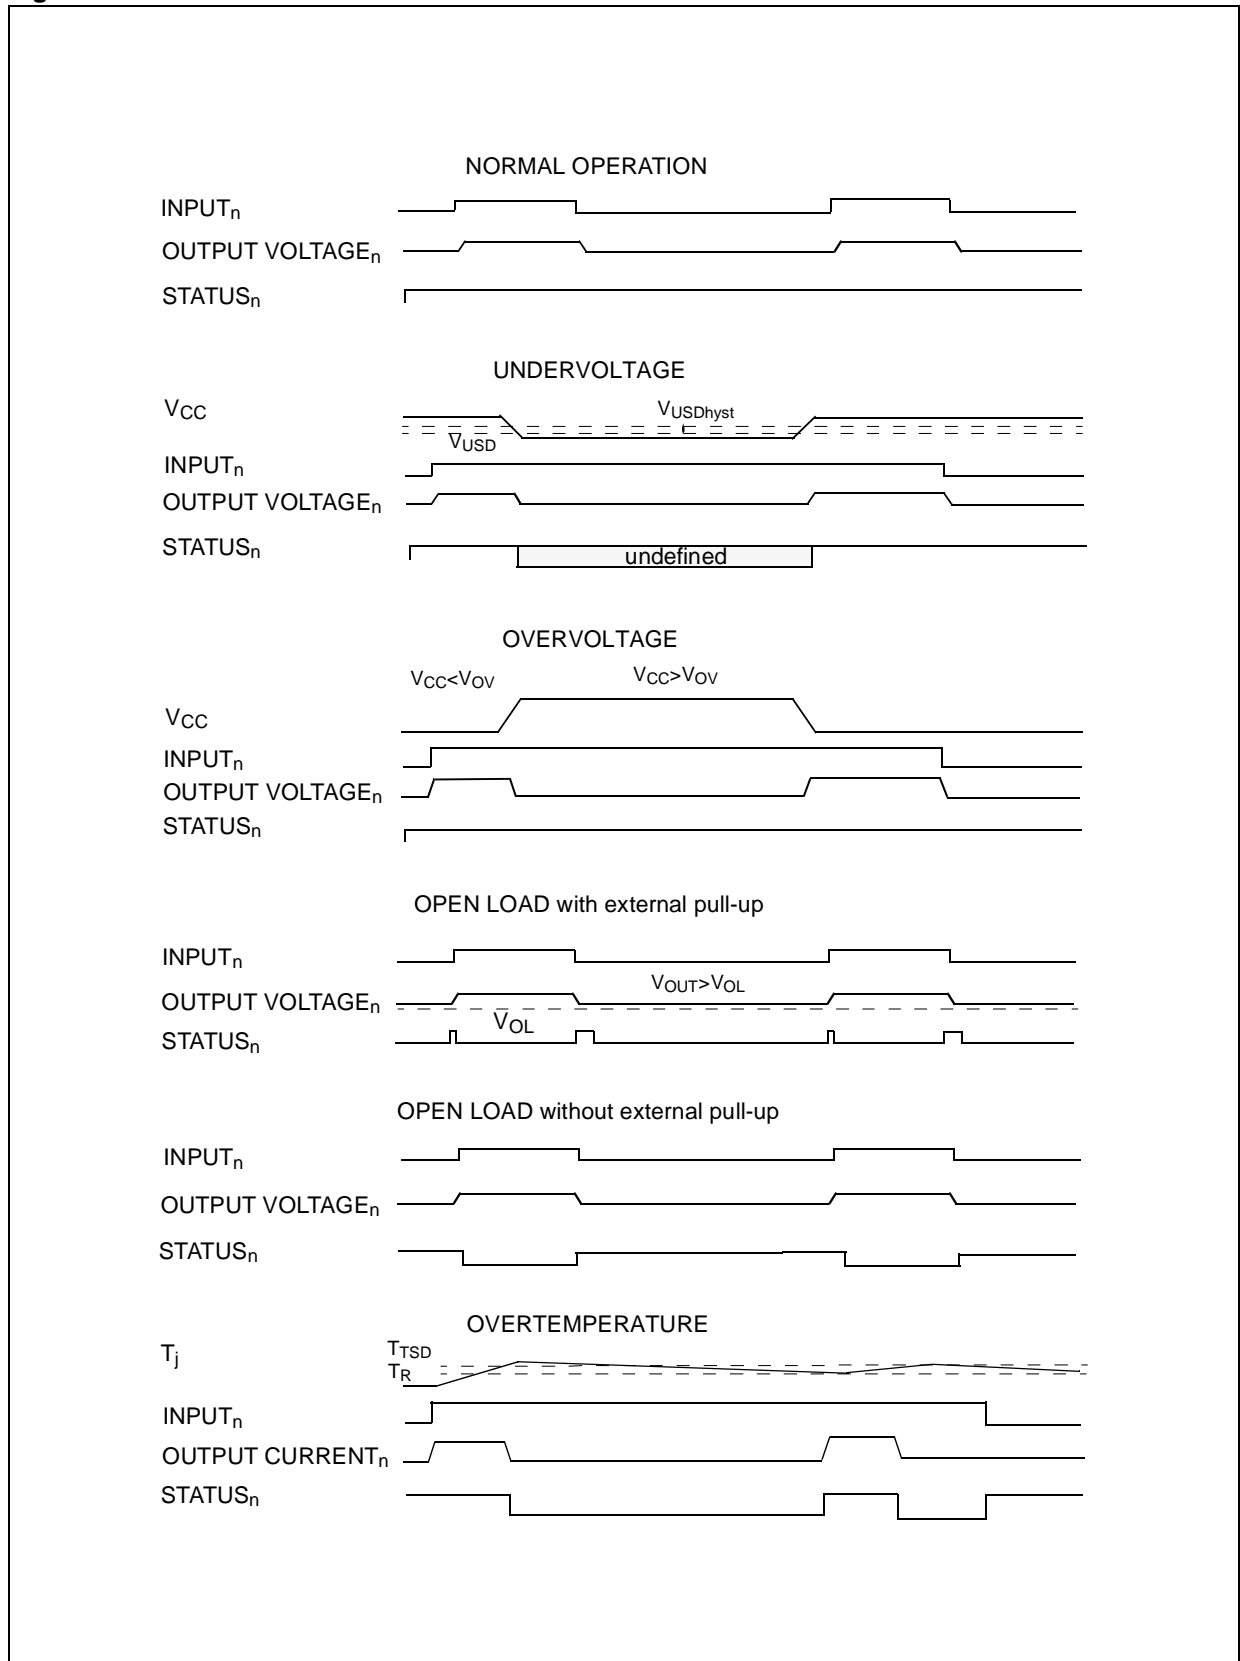 NORMAL OPERATION
INPUTn
OUTPUT VOLTAGEn
STATUSn
UNDERVOLTAGE
VCC
VUSDhyst
VUSD
INPUTn
OUTPUT VOLTAGEn
STATUSn
undefined
OVERVOLTAGE
VCC<VOV
VCC>VOV
VCC
INPUTn
OUTPUT VOLTAGEn
STATUSn
OPEN LOAD with external pull-up
INPUTn
VOUT>VOL
OUTPUT VOLTAGEn
VOL
STATUSn
OPEN LOAD without external pull-up
INPUTn
OUTPUT VOLTAGEn
STATUSn
OVERTEMPERATURE
Tj
TTSD
TR
INPUTn
OUTPUT CURRENTn
STATUSn